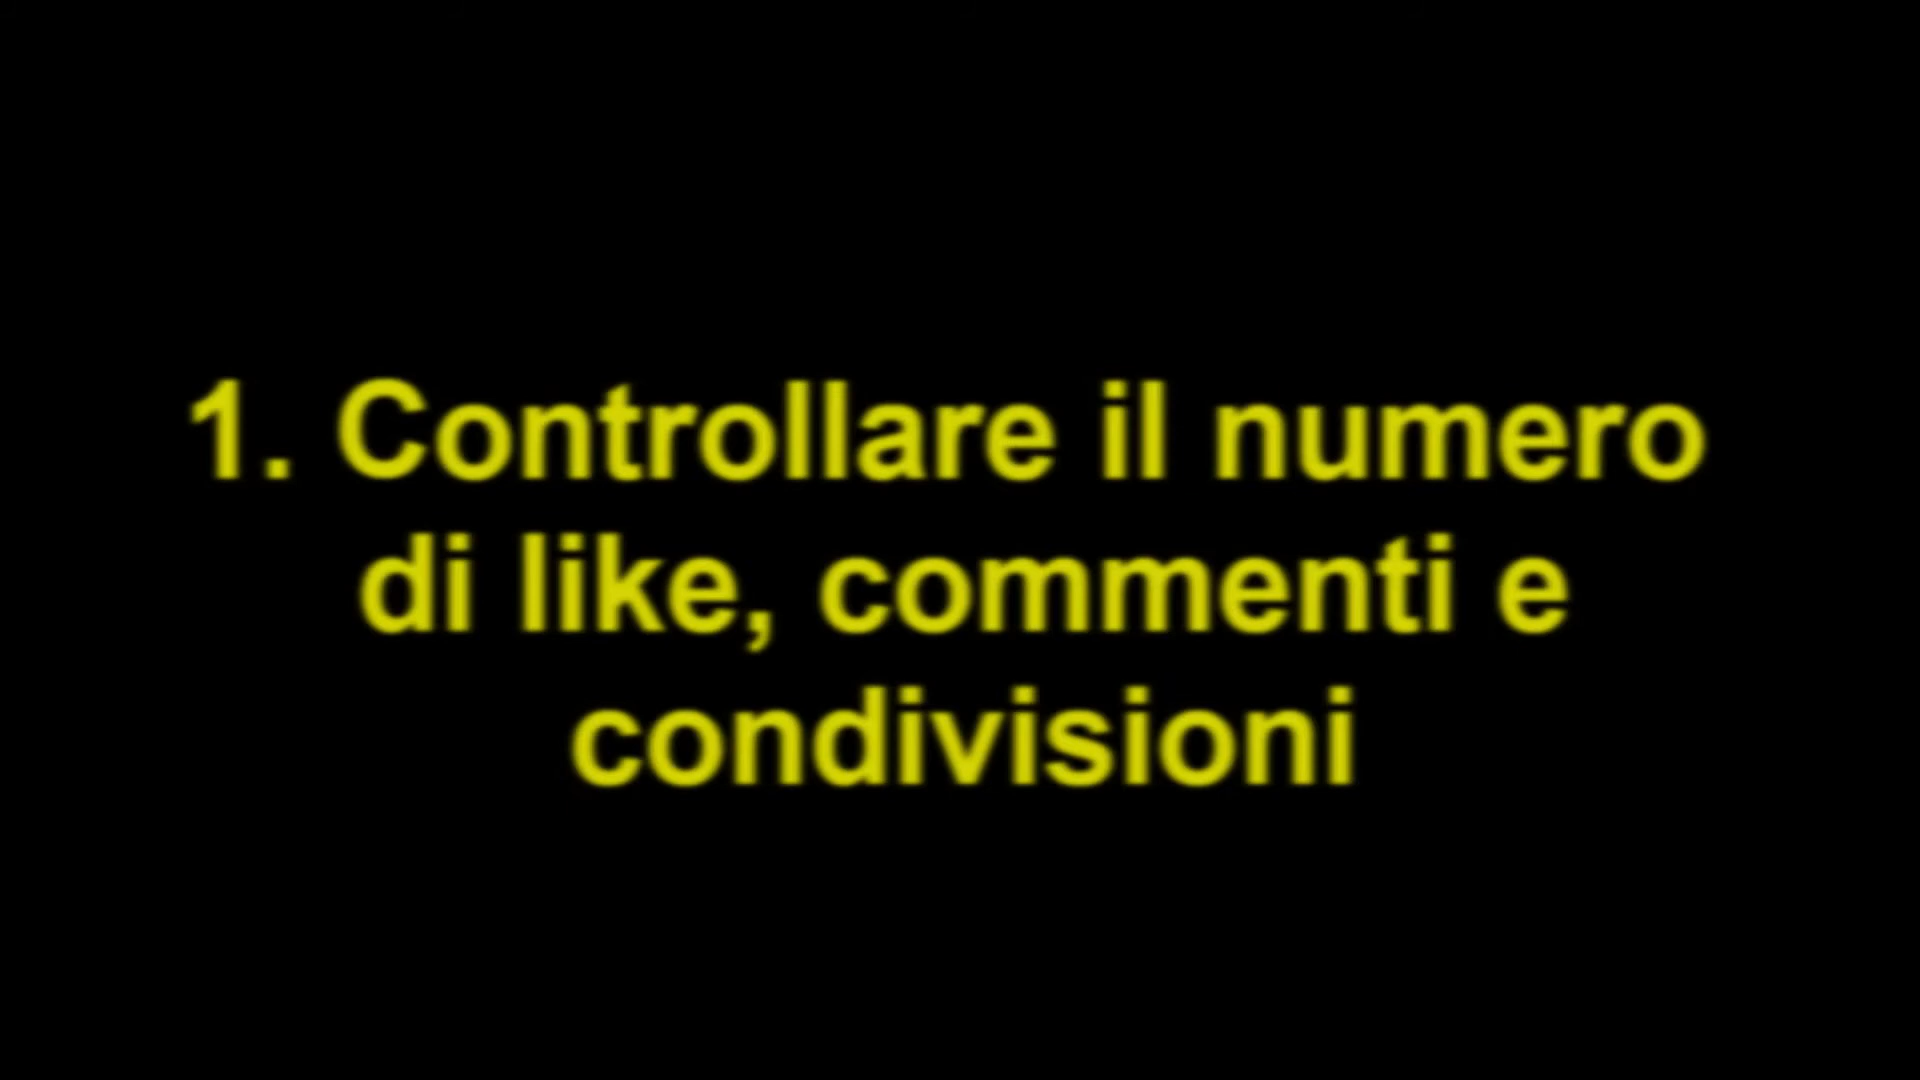 1. Controllare il numero
di like, commenti e
condivisioni